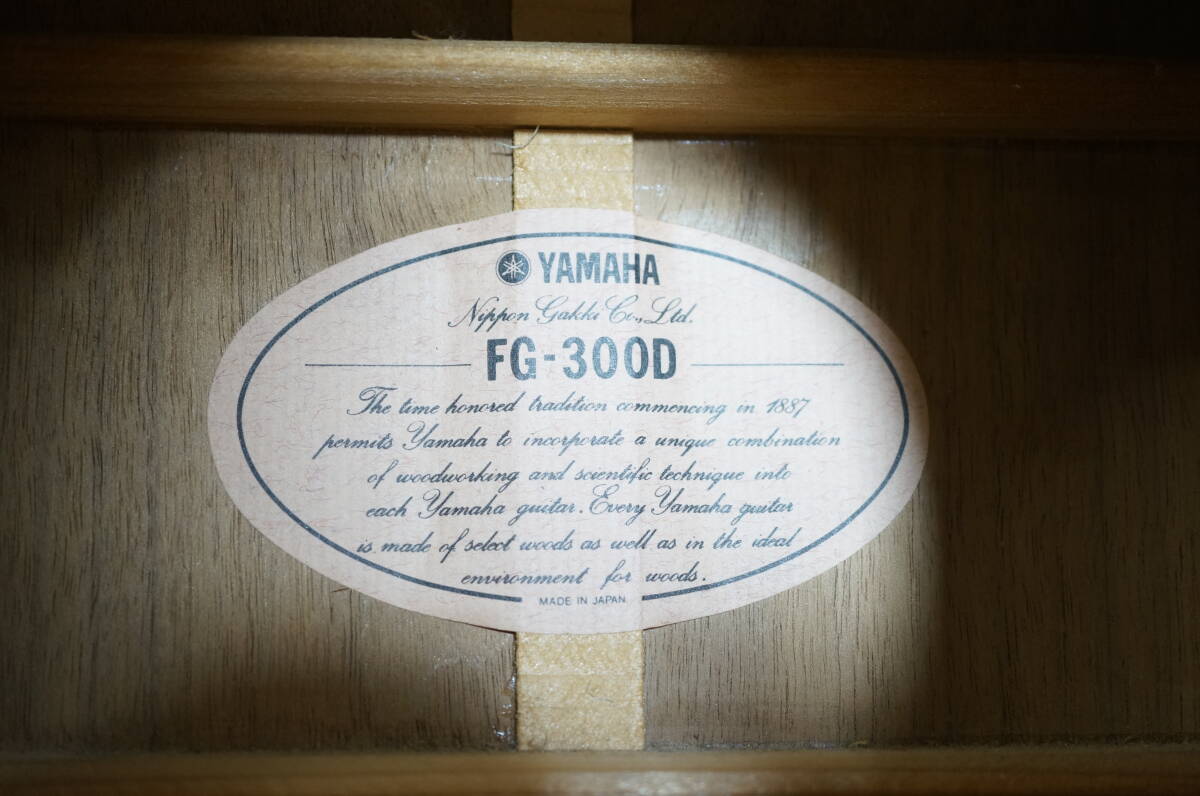 YAMAHA
Nippon Gakki Co., Ltd.
FG-300D
The time honored tradition commencing in 1887
permits Yamaha to incorporate a unique combination
of woodworking and scientific technique into
each Yamaha guitar. Every Yamaha guitar
is made of select woods as well as in the ideal
environment for woods.
MADE IN JAPAN